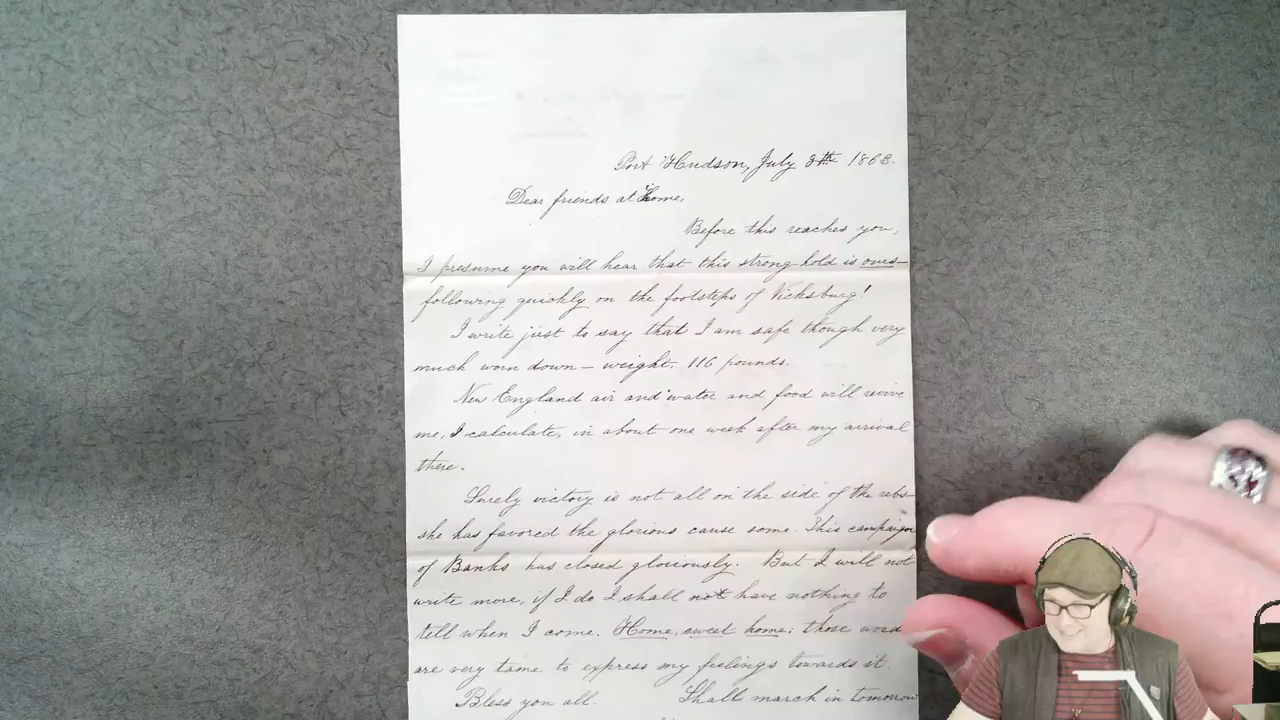 Port Hudson, July 8th 1863.
Dear friends at home,
Before this reaches you,
I presume you will hear that this strong hold is ours
following quickly on the footsteps of Vicksburg!
I write just to say that I am safe though very
much worn down – weight, 116 pounds.
New England air and water and food will revive
me, I calculate, in about one week after my arrival
there.
Surely victory is not all on the side of the rebs
she has favored the glorious cause some. This campaign
of Banks has closed gloriously. But I will not
write more, if I do I shall not have nothing to
tell when I come. Home, sweet home; those words
are very tame to express my feelings towards it.
Bless you all. Shall march in tomorrow